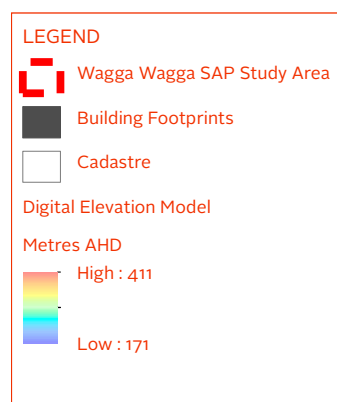 LEGEND
Wagga Wagga SAP Study Area
Building Footprints
Cadastre
Digital Elevation Model
Metres AHD
High : 411
Low : 171